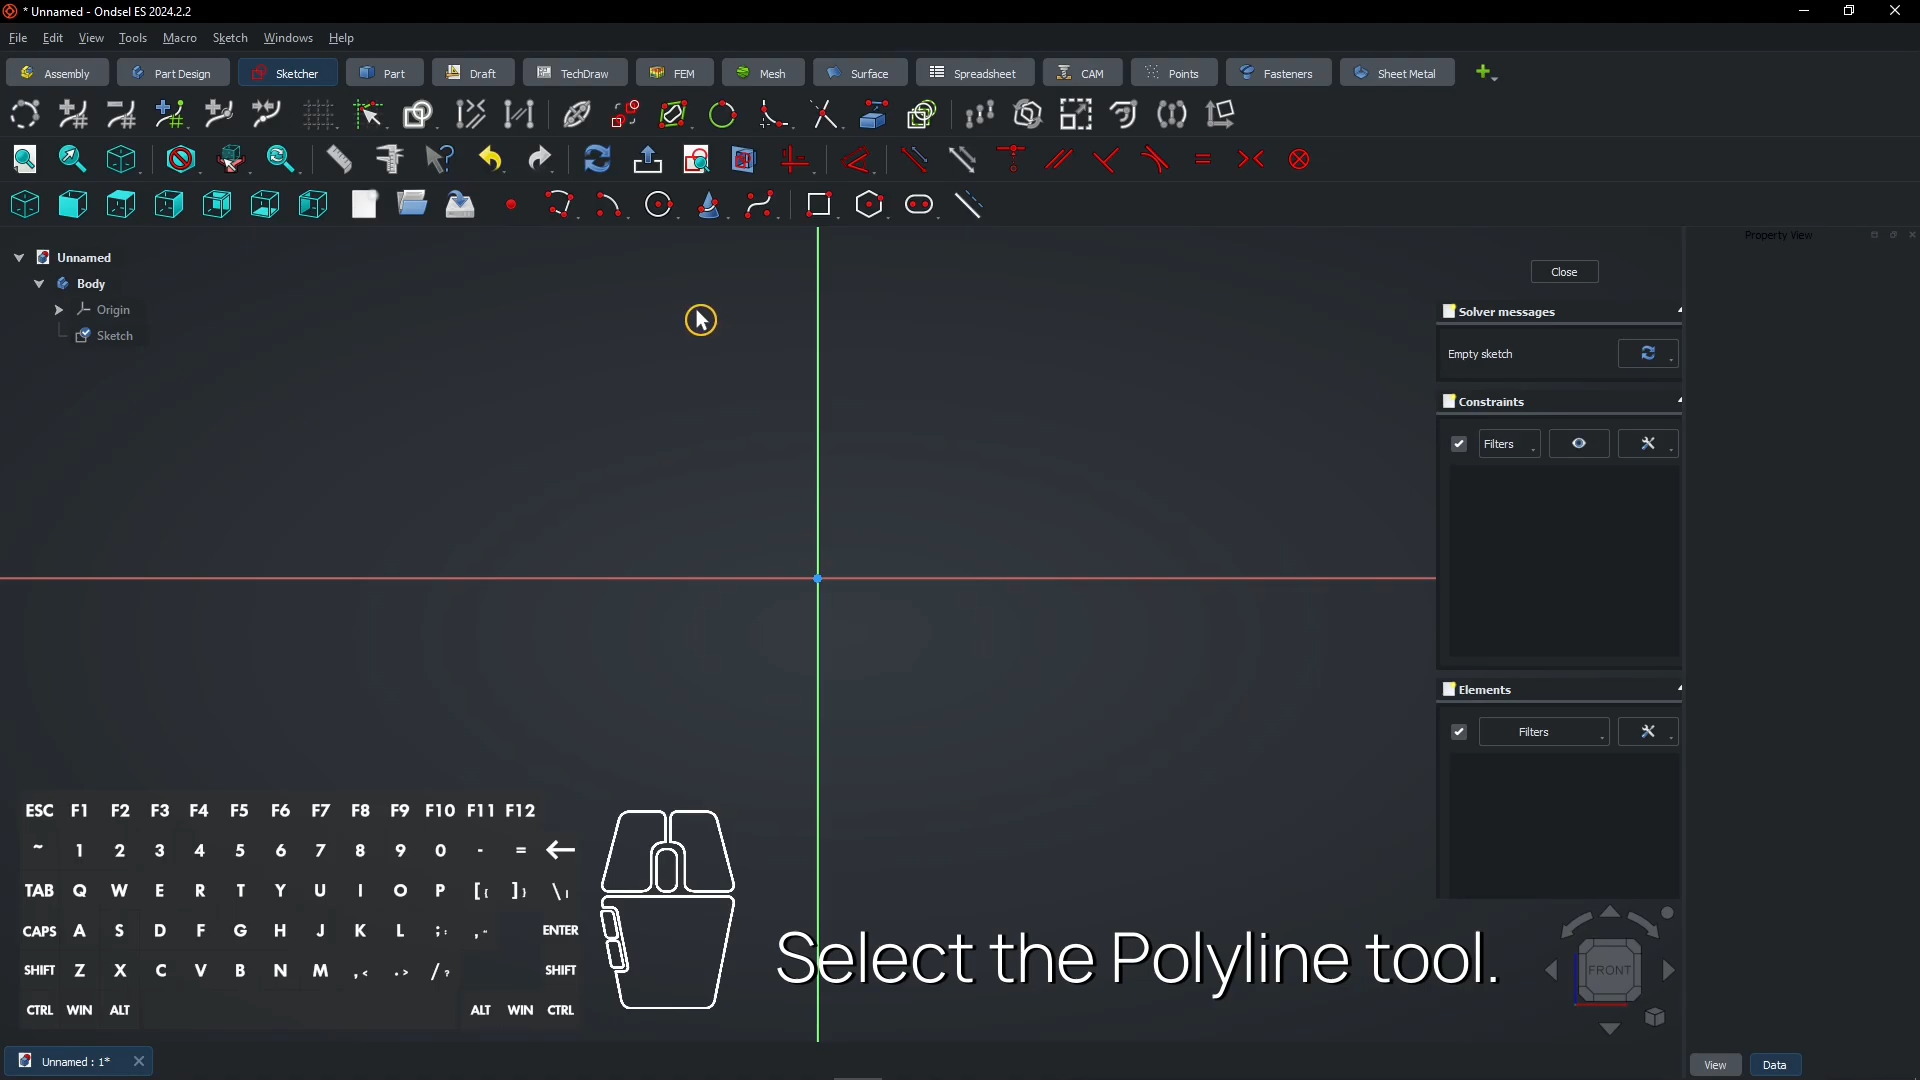 * Unnamed - Ondsel ES 2024.2.2
File Edit View Tools Macro Sketch Windows Help
Assembly Part Design Sketcher Part Draft TechDraw FEM Mesh Surface Spreadsheet CAM Points Fasteners Sheet Metal
Property View
Unnamed
Body
Origin
Sketch
Close
Solver messages
Empty sketch
Constraints
Filters
Elements
Filters
ESC F1 F2 F3 F4 F5 F6 F7 F8 F9 F10 F11 F12
~ 1 2 3 4 5 6 7 8 9 0 - =
TAB Q W E R T Y U I O P [{ ]} \|
CAPS A S D F G H J K L ;: ENTER
SHIFT Z X C V B N M ,< .> /? SHIFT
CTRL WIN ALT ALT WIN CTRL
Select the Polyline tool.
FRONT
Unnamed : 1*
View Data